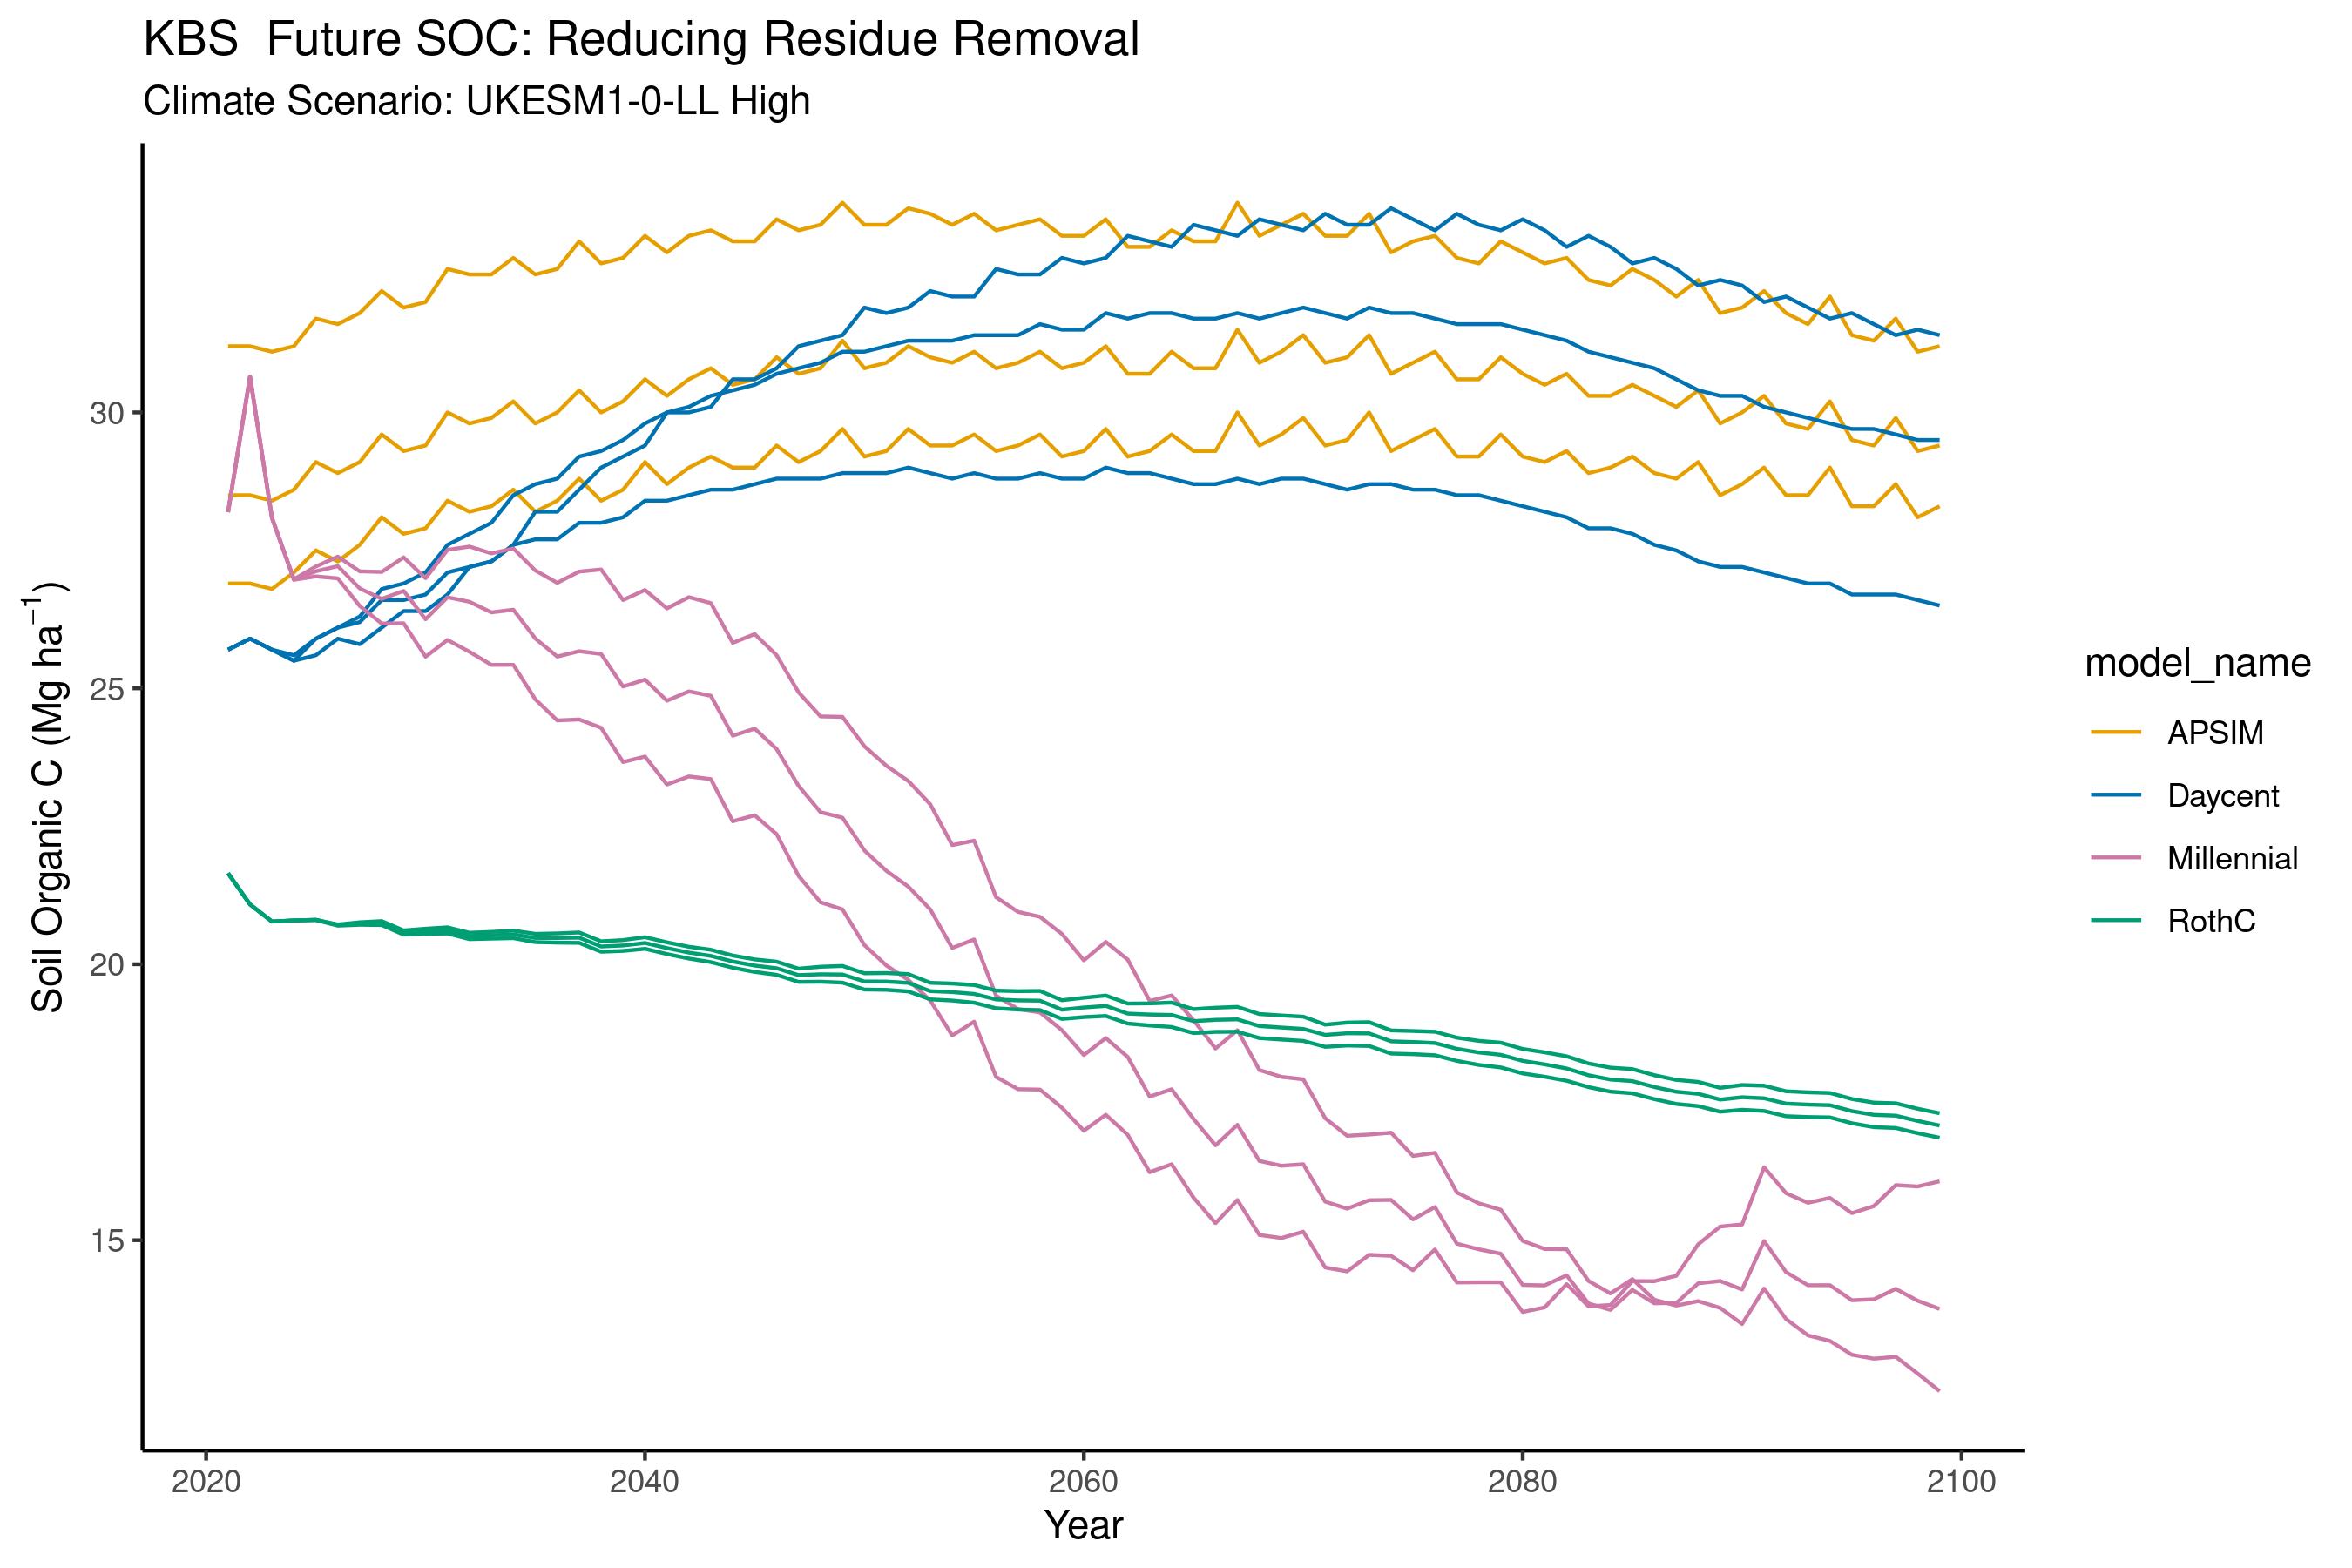 KBS  Future SOC: Reducing Residue Removal
Climate Scenario: UKESM1-0-LL High
Soil Organic C (Mg ha⁻¹)
30
25
20
15
2020
2040
2060
2080
2100
Year
model_name
APSIM
Daycent
Millennial
RothC